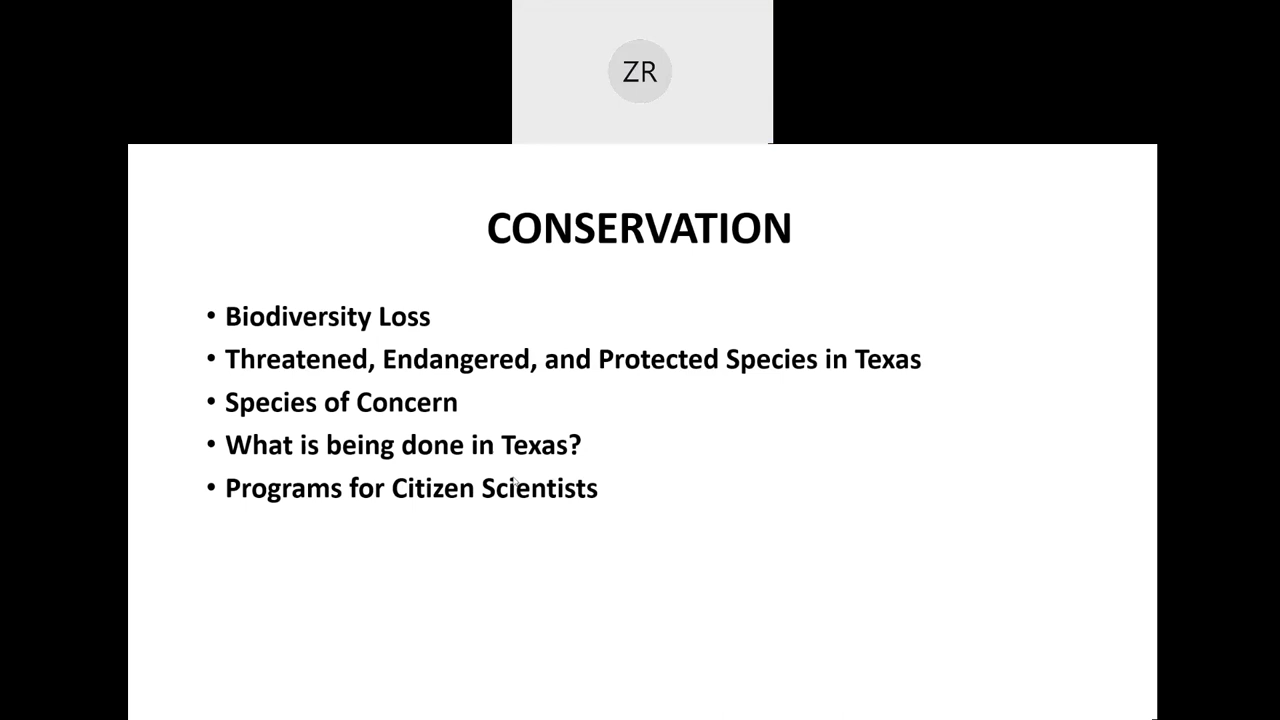 ZR
CONSERVATION
• Biodiversity Loss
• Threatened, Endangered, and Protected Species in Texas
• Species of Concern
• What is being done in Texas?
• Programs for Citizen Scientists